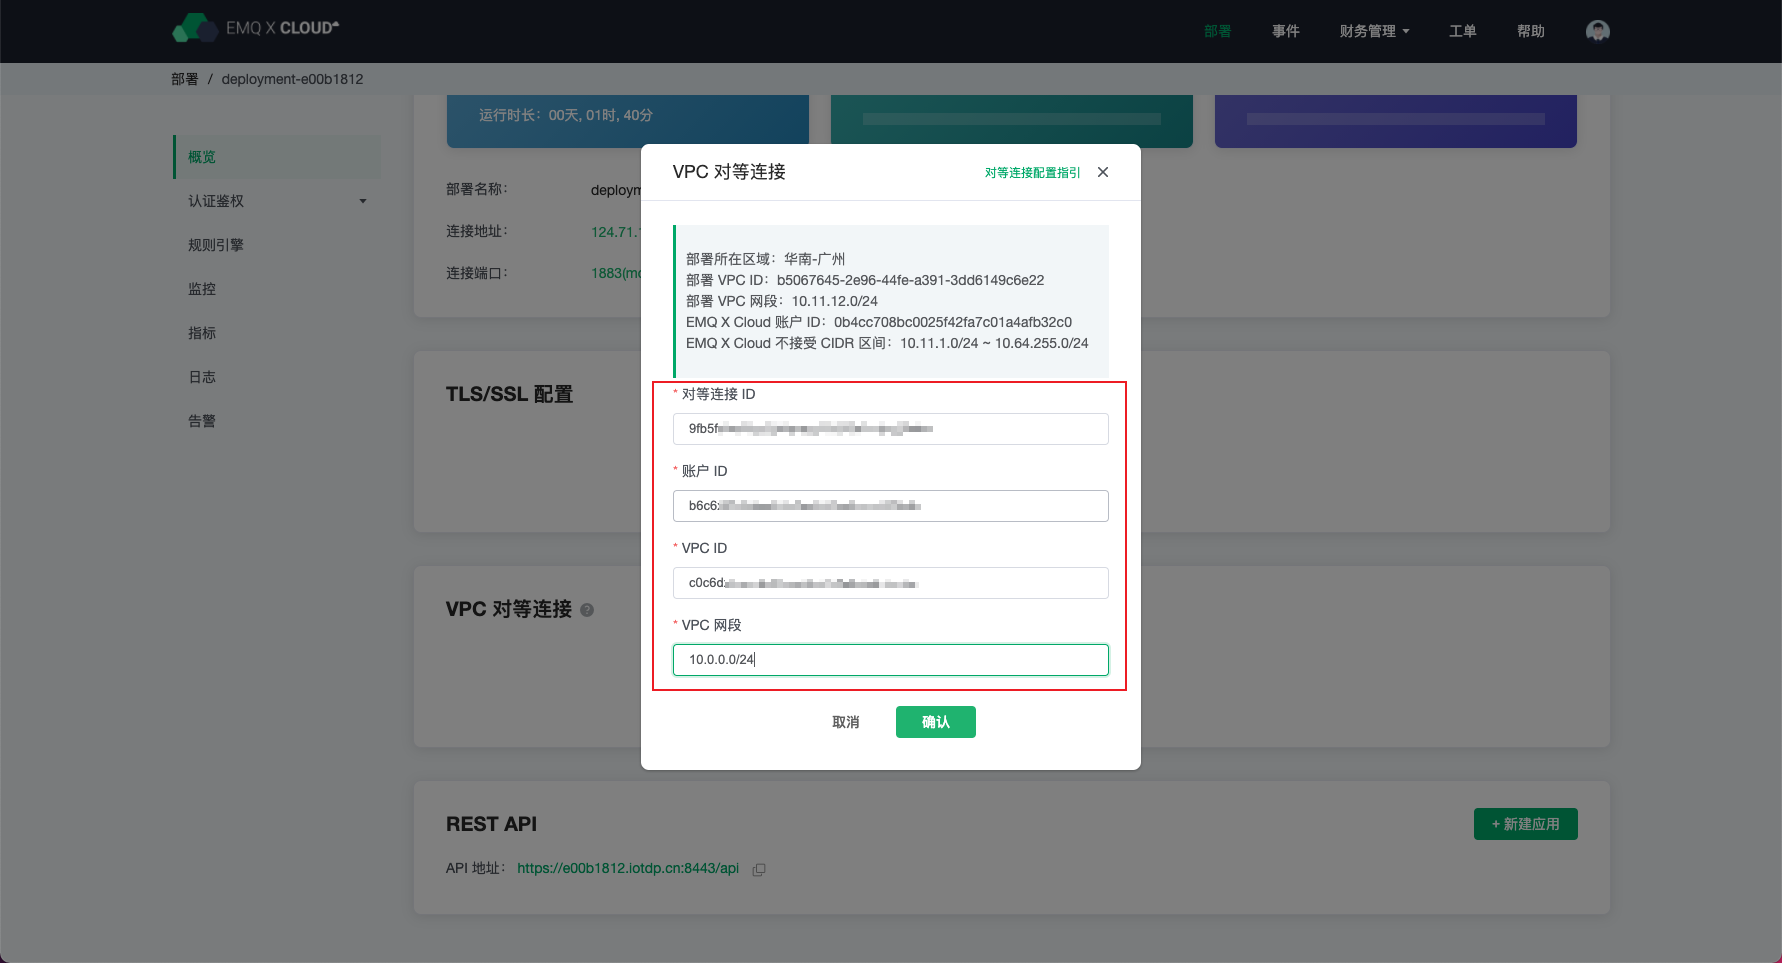 EMQ X CLOUD
部署
事件
财务管理
工单
帮助
部署 / deployment-e00b1812
运行时长：00天, 01时, 40分
概览
认证鉴权
规则引擎
监控
指标
日志
告警
部署名称：
deploym
连接地址：
124.71.
连接端口：
1883(mq
VPC 对等连接
对等连接配置指引
部署所在区域：华南-广州
部署 VPC ID：b5067645-2e96-44fe-a391-3dd6149c6e22
部署 VPC 网段：10.11.12.0/24
EMQ X Cloud 账户 ID：0b4cc708bc0025f42fa7c01a4afb32c0
EMQ X Cloud 不接受 CIDR 区间：10.11.1.0/24 ~ 10.64.255.0/24
* 对等连接 ID
9fb5f
* 账户 ID
b6c6
* VPC ID
c0c6d
* VPC 网段
10.0.0.0/24
取消
确认
TLS/SSL 配置
VPC 对等连接 ?
REST API
+ 新建应用
API 地址：https://e00b1812.iotdp.cn:8443/api